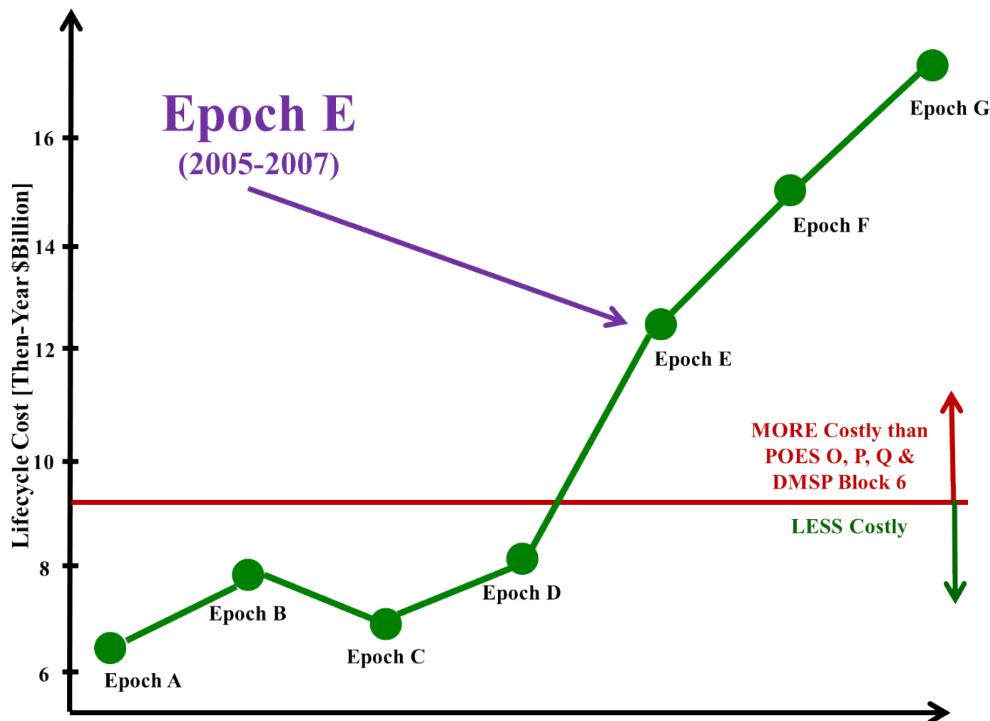 Epoch E
(2005-2007)
Lifecycle Cost [Then-Year $Billion]
16
14
12
10
8
6
Epoch A
Epoch B
Epoch C
Epoch D
Epoch E
Epoch F
Epoch G
MORE Costly than
POES O, P, Q &
DMSP Block 6
LESS Costly